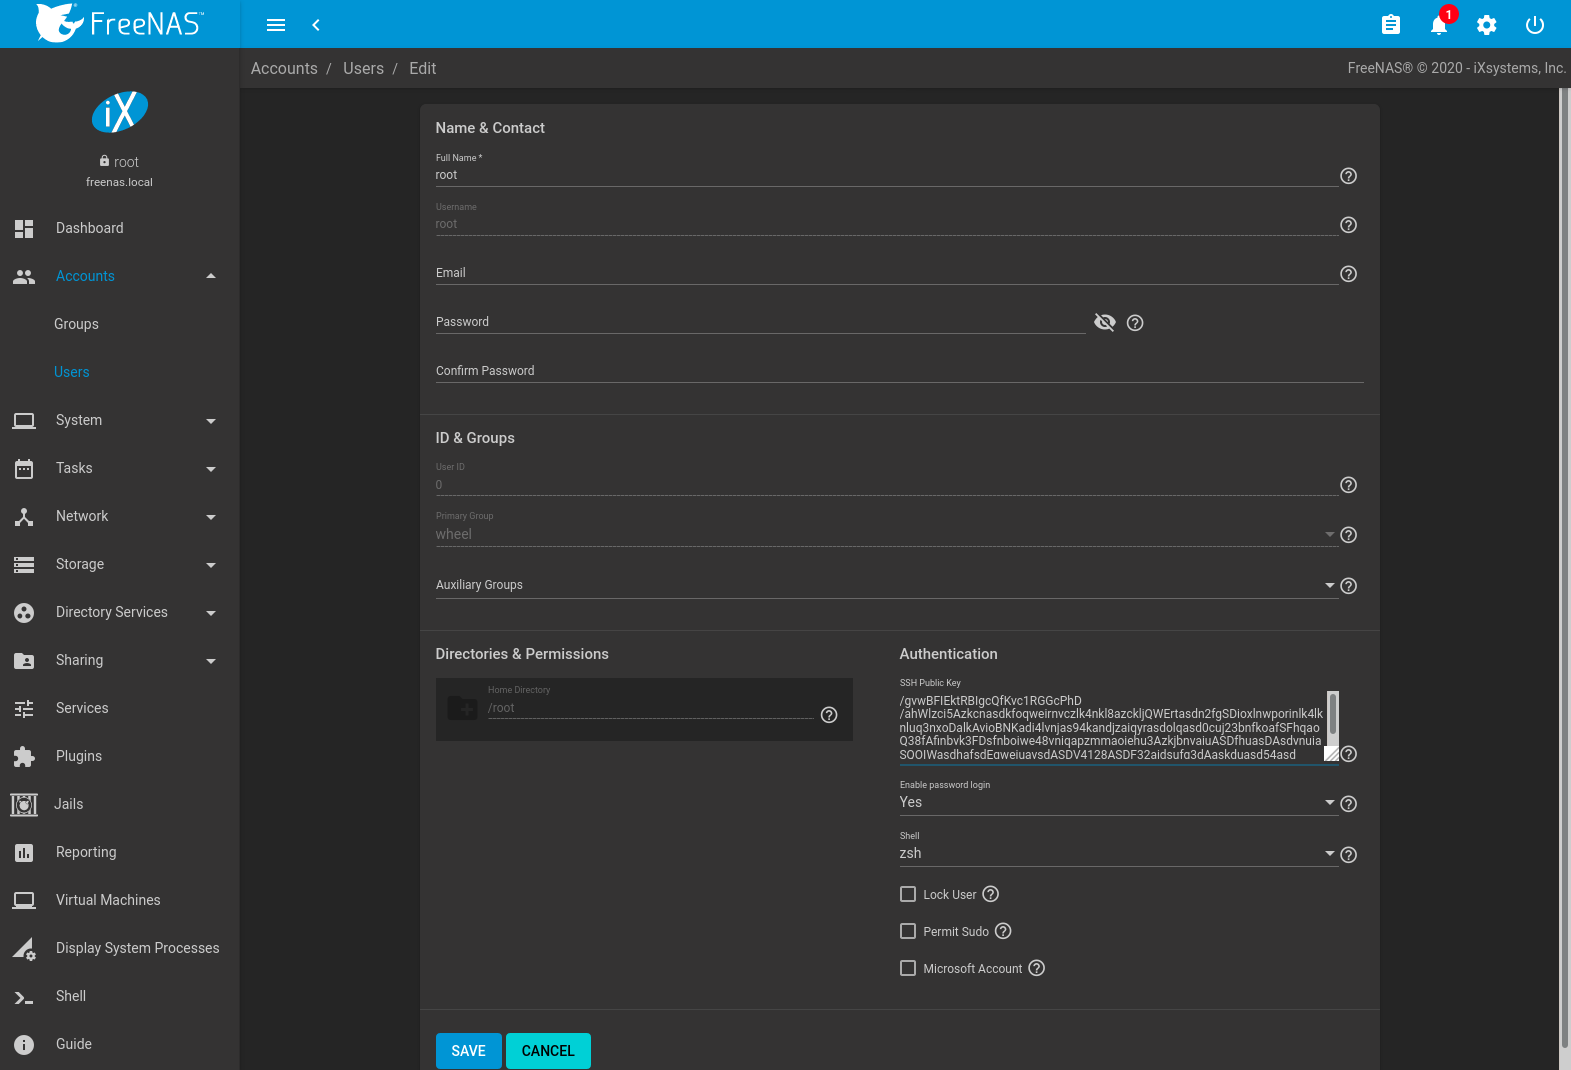 FreeNAS™
1
Accounts / Users / Edit
FreeNAS® © 2020 - iXsystems, Inc.
iX
root
freenas.local
Dashboard
Accounts
Groups
Users
System
Tasks
Network
Storage
Directory Services
Sharing
Services
Plugins
Jails
Reporting
Virtual Machines
Display System Processes
Shell
Guide
Name & Contact
Full Name *
root
Username
root
Email
Password
Confirm Password
ID & Groups
User ID
0
Primary Group
wheel
Auxiliary Groups
Directories & Permissions
Home Directory
/root
Authentication
SSH Public Key
/gvwBFIEktRBIgcQfKvc1RGGcPhD
/ahWlzci5Azkcnasdkfoqweirnvczlk4nkl8azckljQWErtasdn2fgSDioxlnwporinlk4lk
nluq3nxoDalkAvioBNKadi4lvnjas94kandjzaiqyrasdolqasd0cuj23bnfkoafSFhqao
Q38fAfinbvk3FDsfnboiwe48vniqapzmmaoiehu3AzkjbnvaiuASDfhuasDAsdvnuia
SOOIWasdhafsdEqweiuavsdASDV4128ASDF32aidsufg3dAaskduasd54asd
Enable password login
Yes
Shell
zsh
Lock User
Permit Sudo
Microsoft Account
SAVE
CANCEL